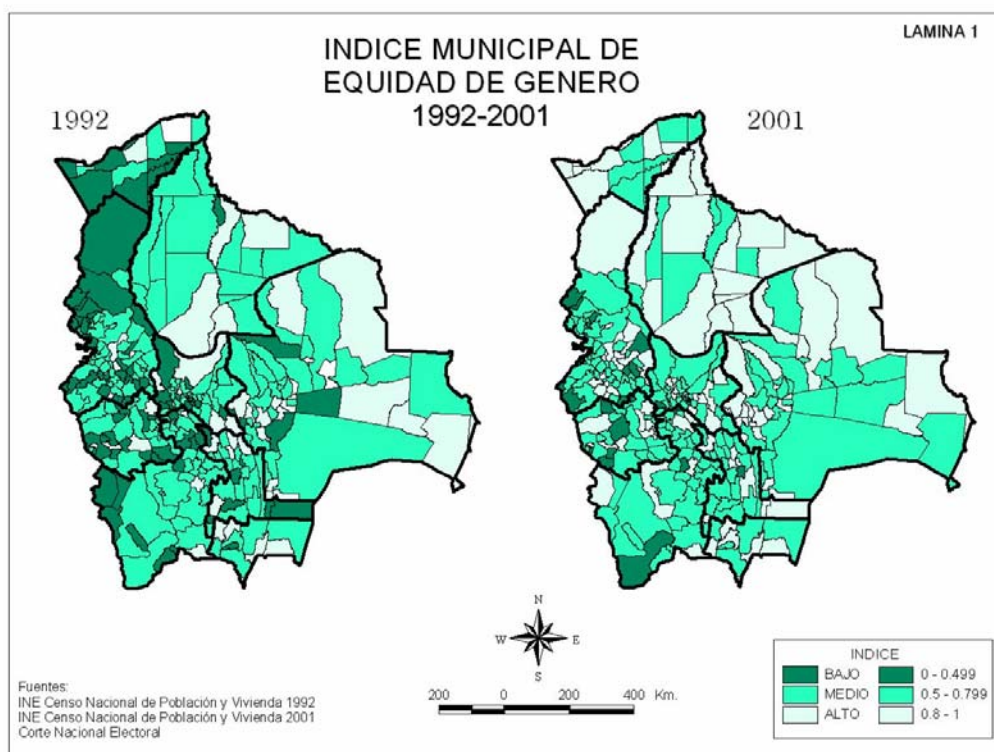 LAMINA 1
INDICE MUNICIPAL DE
EQUIDAD DE GENERO
1992-2001
1992
2001
N
W E
S
200 0 200 400 Km.
Fuentes:
INE Censo Nacional de Población y Vivienda 1992
INE Censo Nacional de Población y Vivienda 2001
Corte Nacional Electoral
INDICE
BAJO 0 - 0.499
MEDIO 0.5 - 0.799
ALTO 0.8 - 1